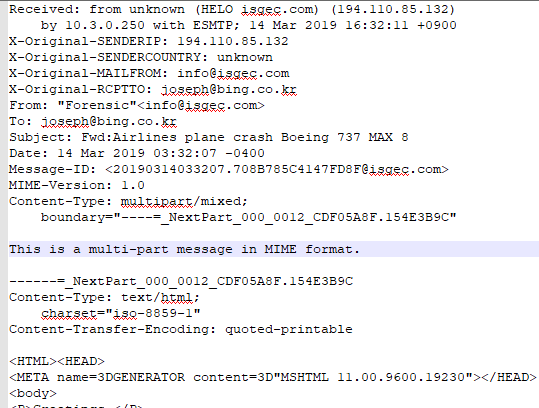 Received: from unknown (HELO isgec.com) (194.110.85.132)
by 10.3.0.250 with ESMTP; 14 Mar 2019 16:32:11 +0900
X-Original-SENDERIP: 194.110.85.132
X-Original-SENDERCOUNTRY: unknown
X-Original-MAILFROM: info@isgec.com
X-Original-RCPTTO: joseph@bing.co.kr
From: "Forensic"<info@isgec.com>
To: joseph@bing.co.kr
Subject: Fwd:Airlines plane crash Boeing 737 MAX 8
Date: 14 Mar 2019 03:32:07 -0400
Message-ID: <20190314033207.708B785C4147FD8F@isgec.com>
MIME-Version: 1.0
Content-Type: multipart/mixed;
boundary="----=_NextPart_000_0012_CDF05A8F.154E3B9C"
This is a multi-part message in MIME format.
------=_NextPart_000_0012_CDF05A8F.154E3B9C
Content-Type: text/html;
charset="iso-8859-1"
Content-Transfer-Encoding: quoted-printable
<HTML><HEAD>
<META name=3DGENERATOR content=3D"MSHTML 11.00.9600.19230"></HEAD>
<body>
<P>Greetings,</P>